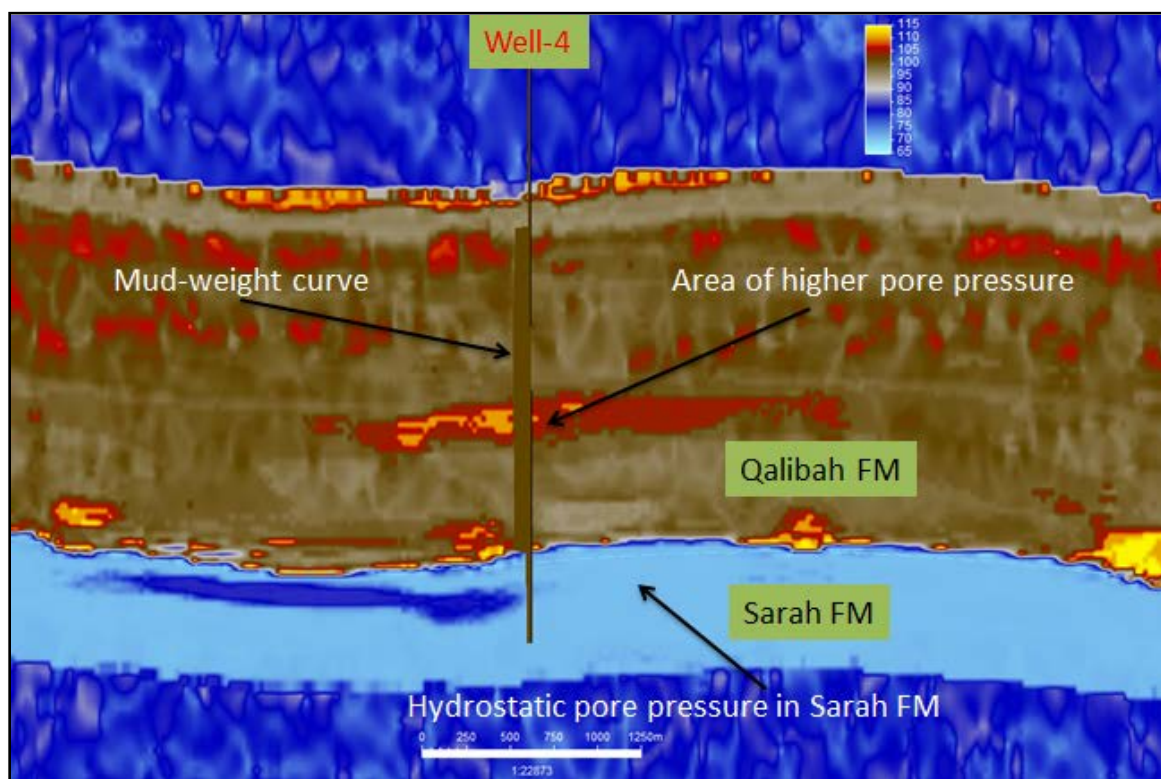 Well-4
115
110
105
100
95
90
85
80
75
70
65
Mud-weight curve
Area of higher pore pressure
Qalibah FM
Sarah FM
Hydrostatic pore pressure in Sarah FM
0 250 500 750 1000 1250m
1:22873